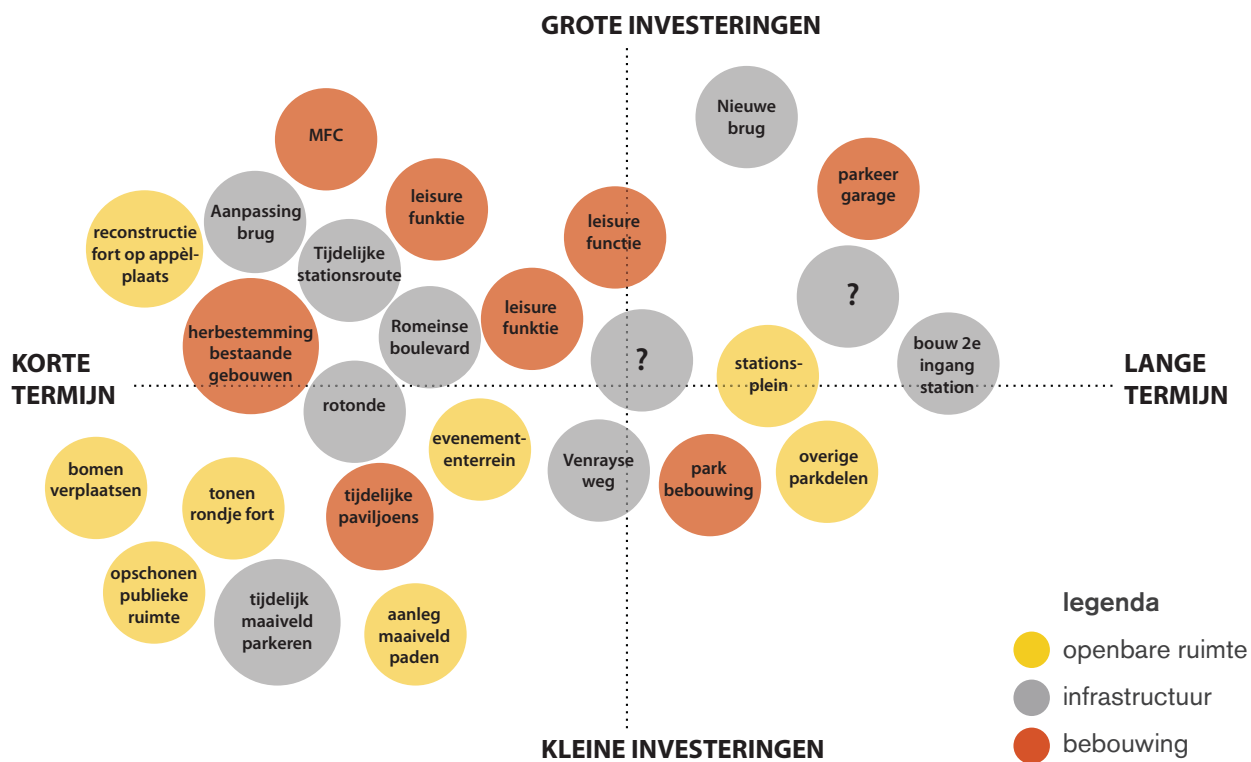 GROTE INVESTERINGEN
Nieuwe
brug
MFC
parkeer
garage
leisure
funktie
Aanpassing
brug
leisure
functie
reconstructie
fort op appèl-
plaats
Tijdelijke
stationsroute
?
leisure
funktie
Romeinse
boulevard
herbestemming
bestaande
gebouwen
?
stations-
plein
bouw 2e
ingang
station
KORTE
TERMIJN
LANGE
TERMIJN
rotonde
evenement-
enterrein
Venrayse
weg
park
bebouwing
overige
parkdelen
bomen
verplaatsen
tonen
rondje fort
tijdelijke
paviljoens
opschonen
publieke
ruimte
tijdelijk
maaiveld
parkeren
aanleg
maaiveld
paden
legenda
openbare ruimte
infrastructuur
bebouwing
KLEINE INVESTERINGEN